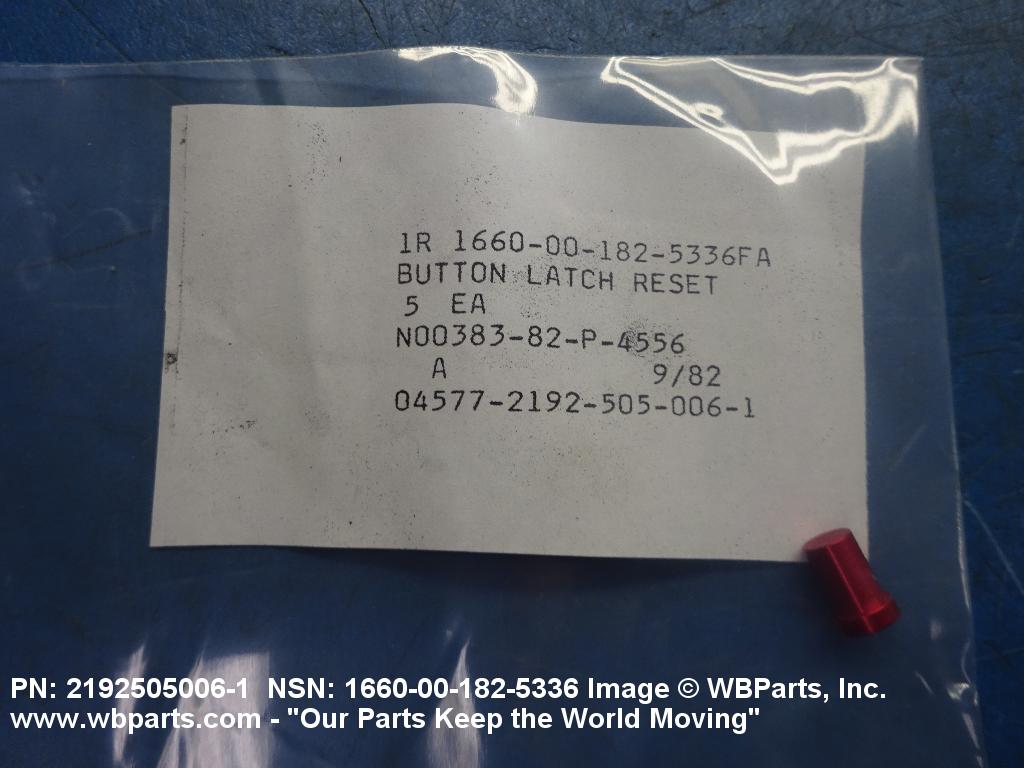 1R 1660-00-182-5336FA
BUTTON LATCH RESET
5 EA
N00383-82-P-4556
A 9/82
04577-2192-505-006-1
PN: 2192505006-1 NSN: 1660-00-182-5336 Image © WBParts, Inc.
www.wbparts.com - "Our Parts Keep the World Moving"